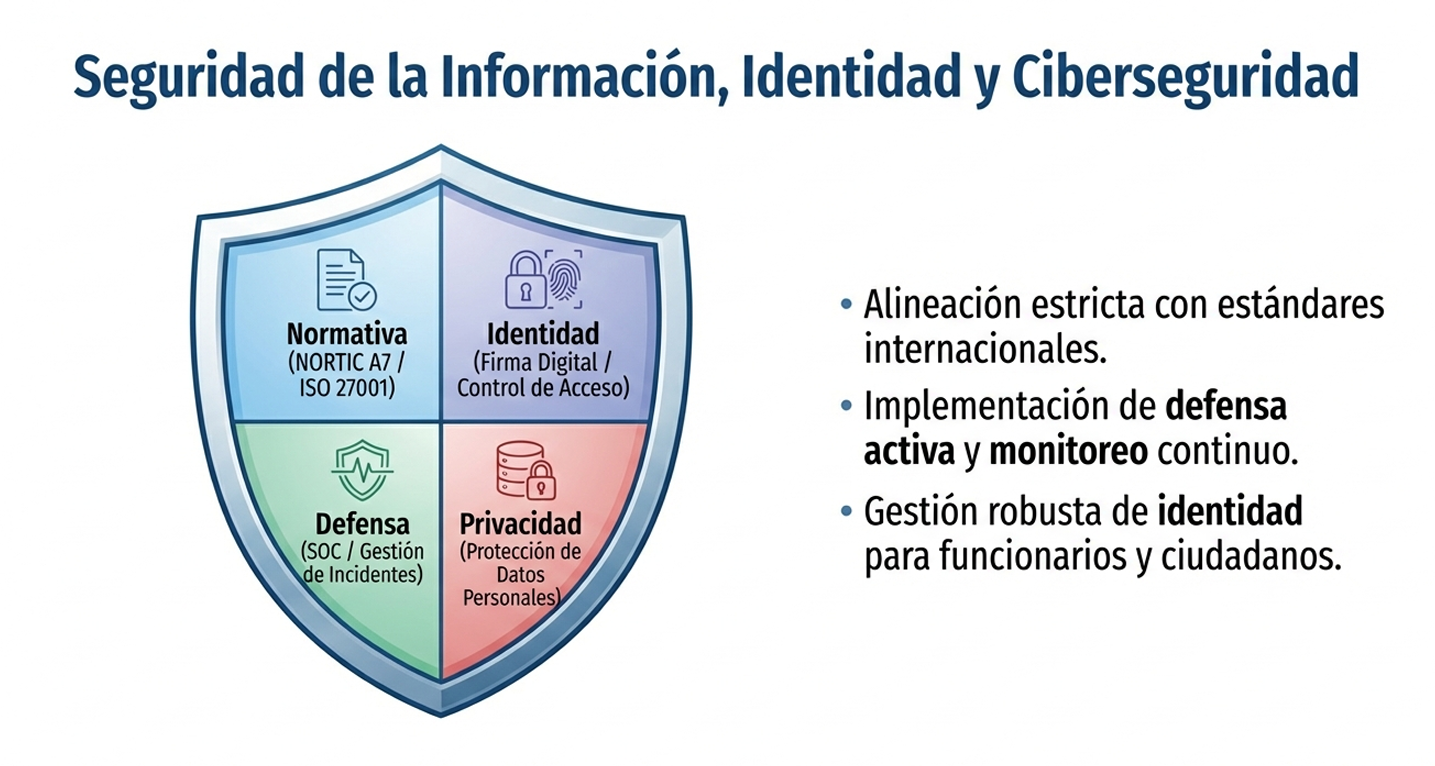 Seguridad de la Información, Identidad y Ciberseguridad
Normativa
(NORTIC A7 /
ISO 27001)
Identidad
(Firma Digital /
Control de Acceso)
Defensa
(SOC / Gestión
de Incidentes)
Privacidad
(Protección de
Datos
Personales)
• Alineación estricta con estándares
internacionales.
• Implementación de defensa
activa y monitoreo continuo.
• Gestión robusta de identidad
para funcionarios y ciudadanos.